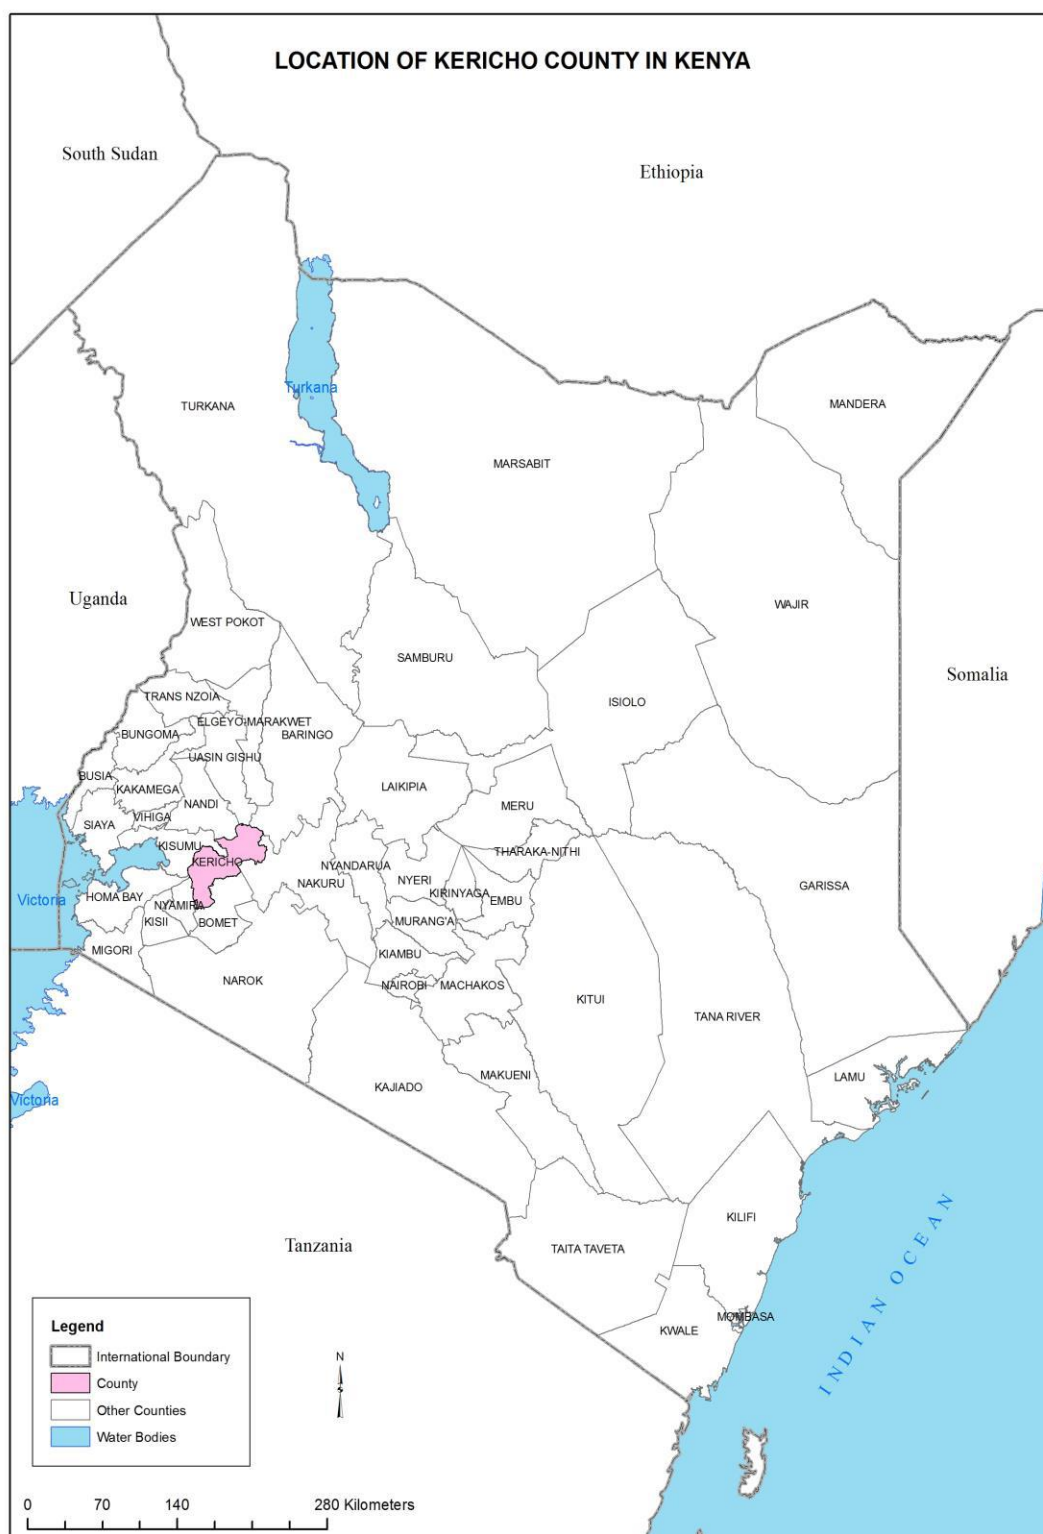 LOCATION OF KERICHO COUNTY IN KENYA
South Sudan
Ethiopia
Turkana
TURKANA
MANDERA
MARSABIT
Uganda
WAJIR
WEST POKOT
SAMBURU
Somalia
TRANS NZOIA
ISIOLO
ELGEYO-MARAKWET
BUNGOMA
BARINGO
UASIN GISHU
BUSIA
KAKAMEGA
LAIKIPIA
NANDI
MERU
VIHIGA
SIAYA
KISUMU
THARAKA-NITHI
KERICHO
NYANDARUA
NYERI
NAKURU
GARISSA
KIRINYAGA
HOMA BAY
Victoria
EMBU
NYAMIRA
KISII
BOMET
MURANG'A
MIGORI
KIAMBU
NAROK
NAIROBI
MACHAKOS
KITUI
TANA RIVER
MAKUENI
LAMU
KAJIADO
Victoria
KILIFI
Tanzania
TAITA TAVETA
INDIAN OCEAN
MOMBASA
KWALE
Legend
International Boundary
County
Other Counties
Water Bodies
N
0 70 140 280 Kilometers